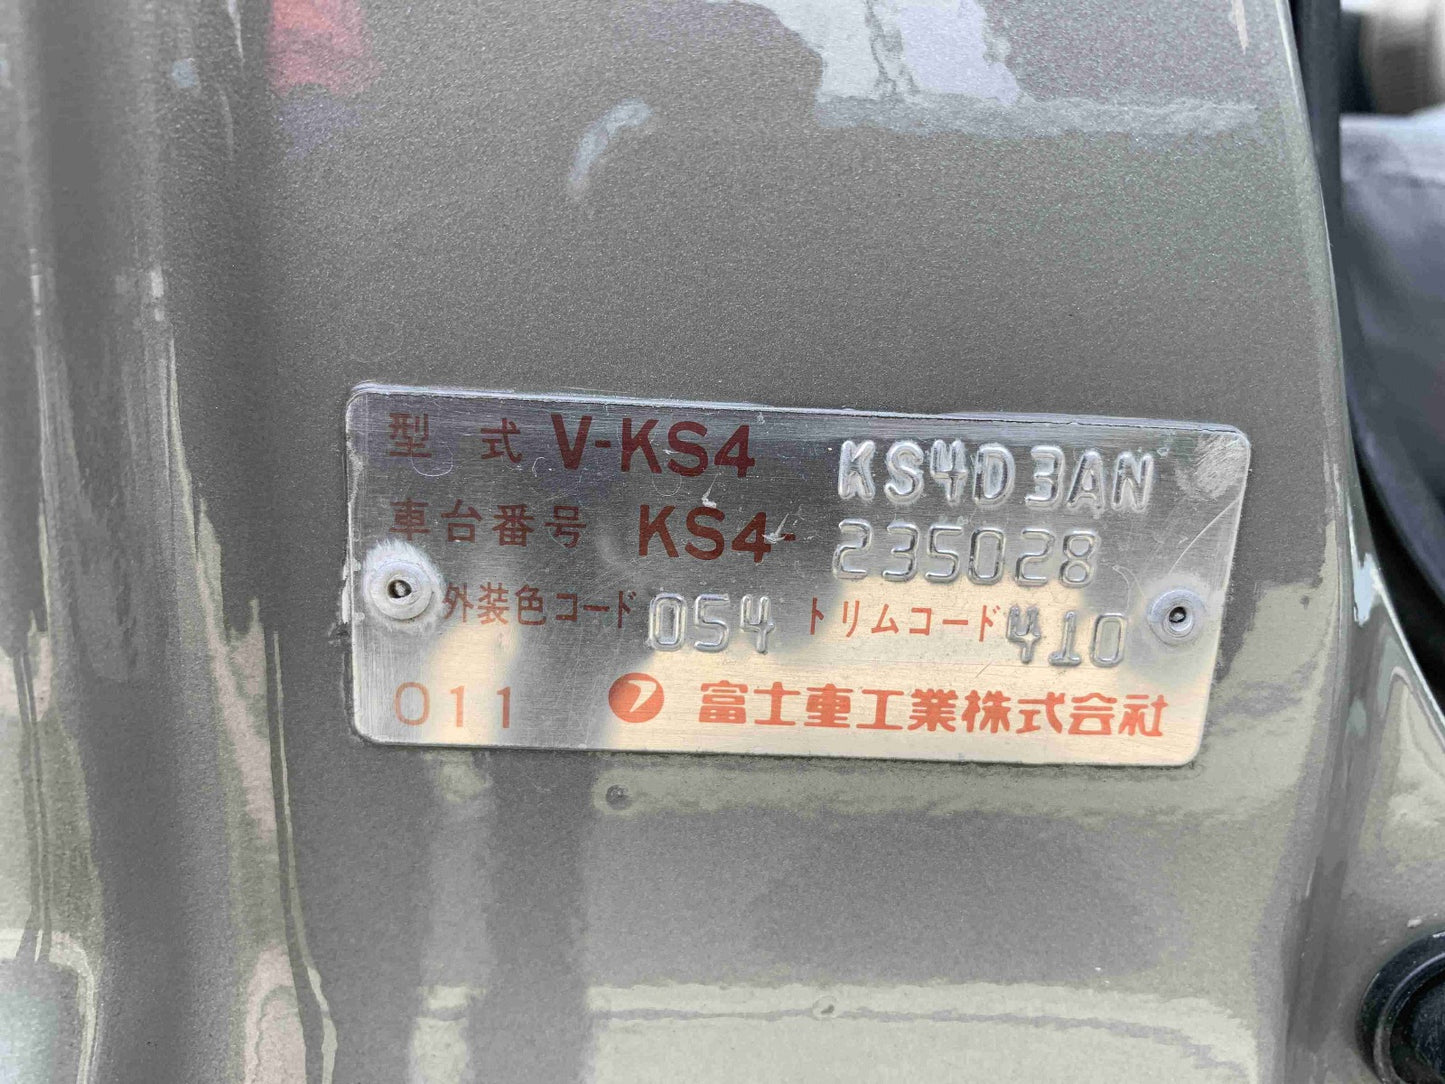 型 式 V-KS4 KS4D3AN
車台番号 KS4- 235028
外装色コード 054 トリムコード 410
011 富士重工業株式会社